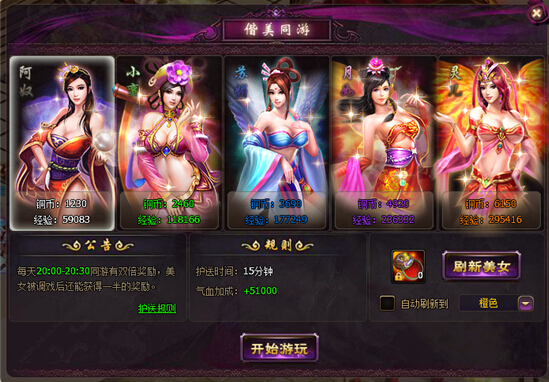 偕美同游
阿奴
小蛮
月
灵儿
铜币：1230
经验：59083
铜币：2460
经验：118166
铜币：3690
经验：177249
铜币：4920
经验：236332
铜币：6150
经验：295416
公告
每天20:00-20:30同游有双倍奖励，美
女被调戏后还能获得一半的奖励。
护送规则
规则
护送时间：15分钟
气血加成：+51000
0
刷新美女
自动刷新到
橙色
开始游玩